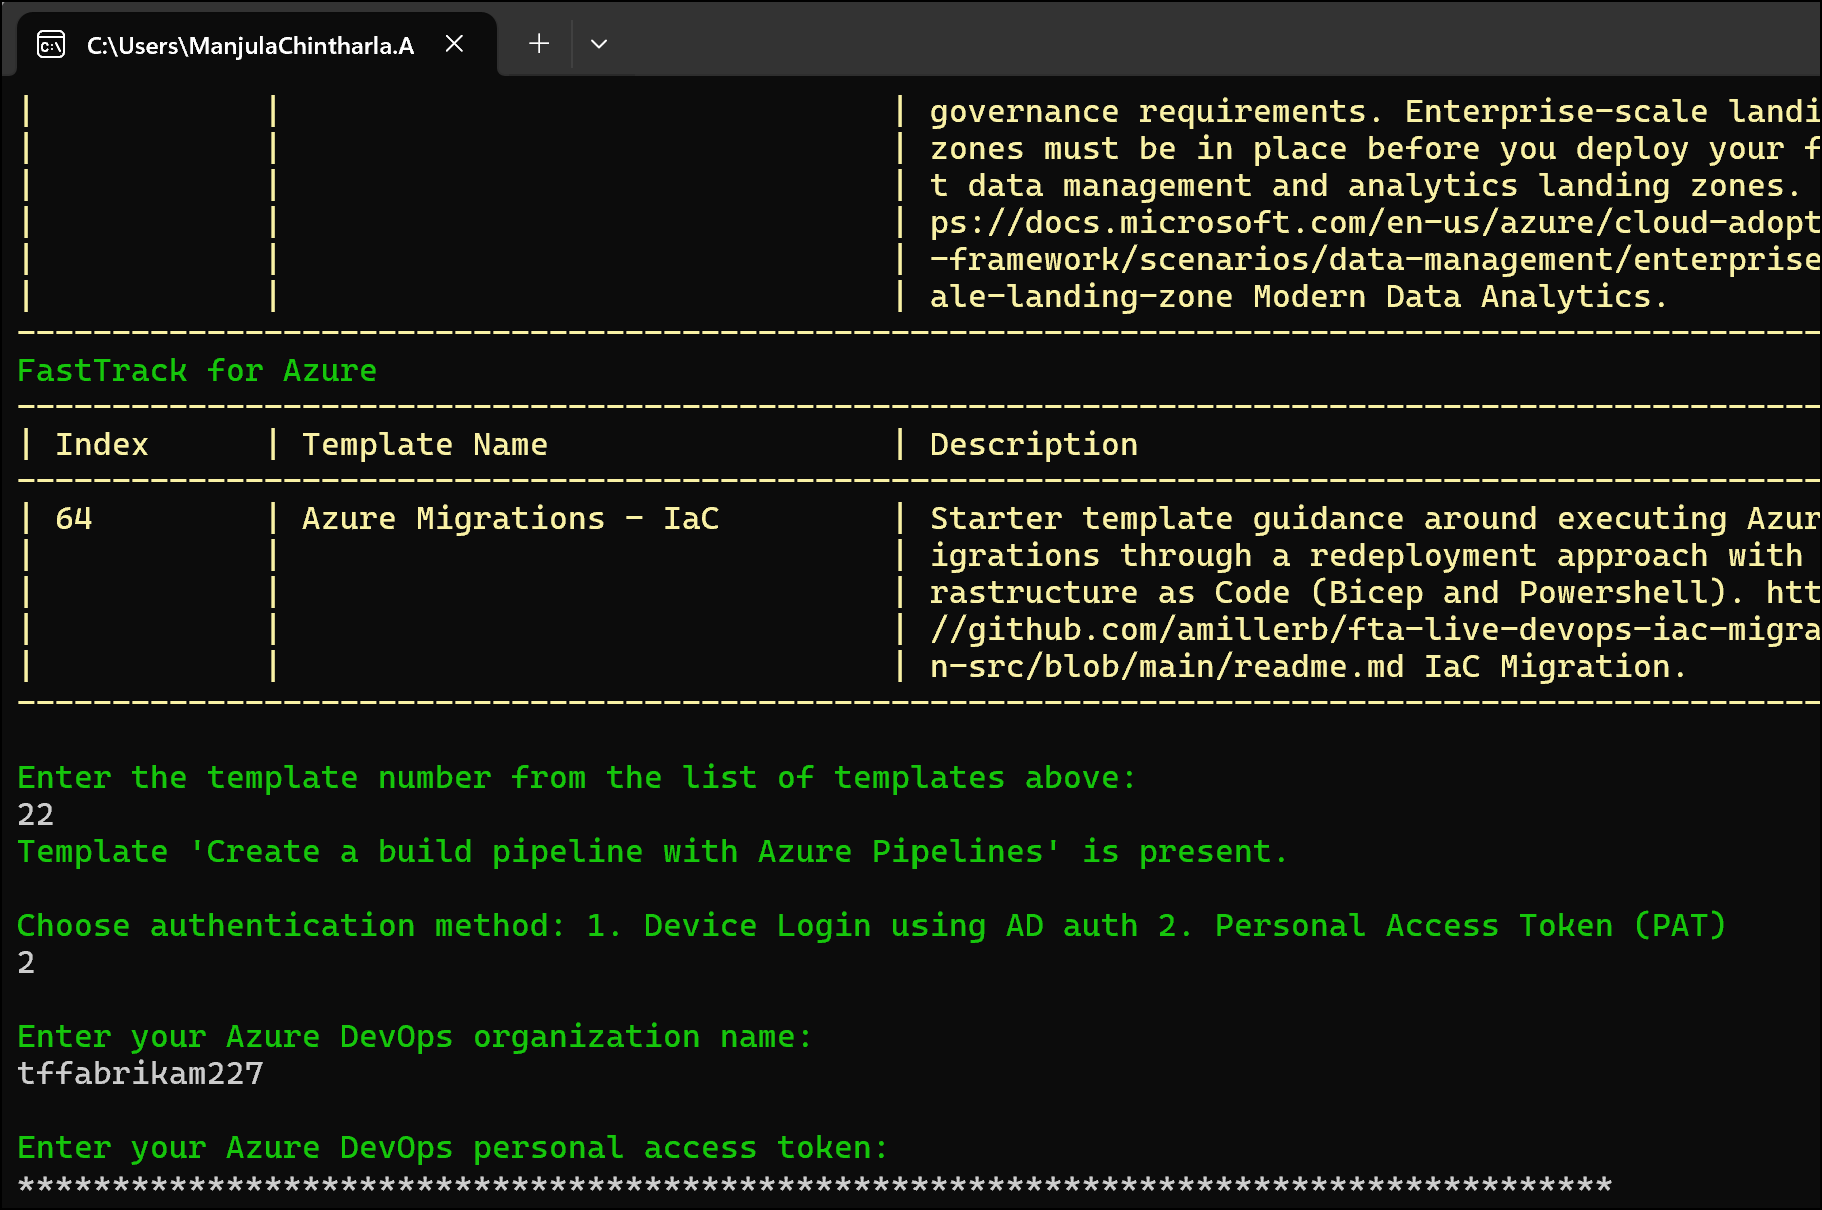 C:\Users\ManjulaChintharla.A
| | | governance requirements. Enterprise-scale landi
| | | zones must be in place before you deploy your f
| | | t data management and analytics landing zones.
| | | ps://docs.microsoft.com/en-us/azure/cloud-adopt
| | | -framework/scenarios/data-management/enterprise
| | | ale-landing-zone Modern Data Analytics.
FastTrack for Azure
| Index | Template Name | Description
| 64 | Azure Migrations - IaC | Starter template guidance around executing Azur
| | | igrations through a redeployment approach with
| | | rastructure as Code (Bicep and Powershell). htt
| | | //github.com/amillerb/fta-live-devops-iac-migra
| | | n-src/blob/main/readme.md IaC Migration.
Enter the template number from the list of templates above:
22
Template 'Create a build pipeline with Azure Pipelines' is present.
Choose authentication method: 1. Device Login using AD auth 2. Personal Access Token (PAT)
2
Enter your Azure DevOps organization name:
tffabrikam227
Enter your Azure DevOps personal access token:
************************************************************************************